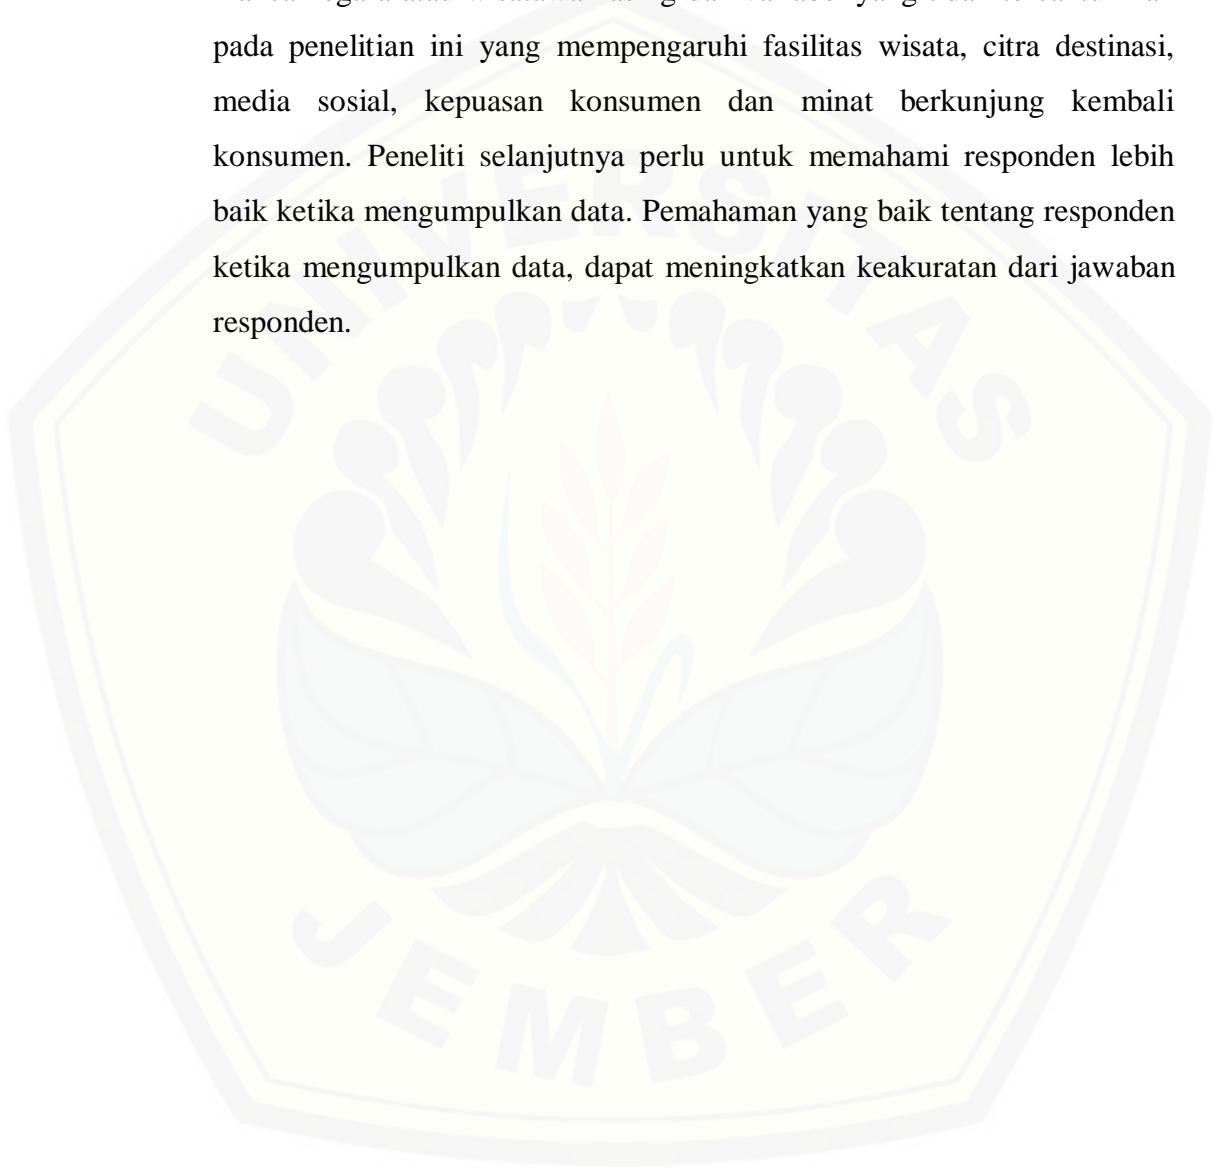 pada penelitian ini yang mempengaruhi fasilitas wisata, citra destinasi,
media sosial, kepuasan konsumen dan minat berkunjung kembali
konsumen. Peneliti selanjutnya perlu untuk memahami responden lebih
baik ketika mengumpulkan data. Pemahaman yang baik tentang responden
ketika mengumpulkan data, dapat meningkatkan keakuratan dari jawaban
responden.
UNIVERSITAS
JEMBER